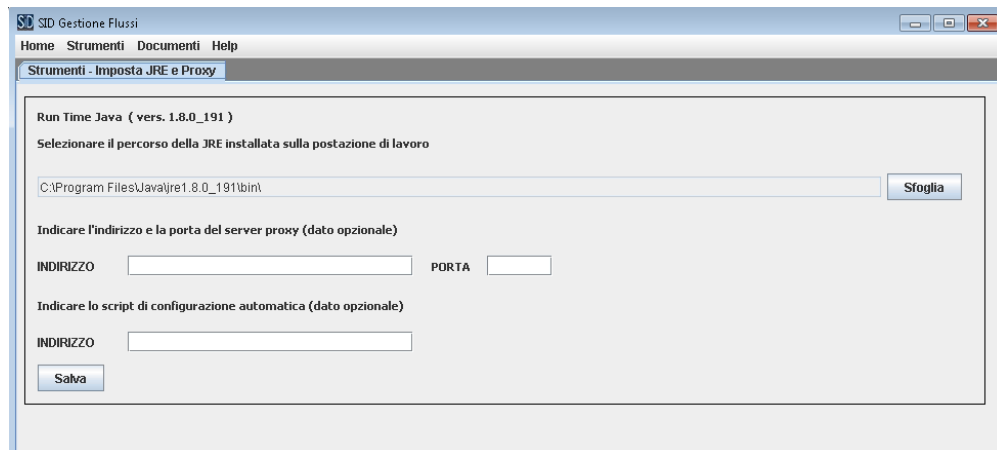 SID SID Gestione Flussi
Home Strumenti Documenti Help
Strumenti - Imposta JRE e Proxy
Run Time Java ( vers. 1.8.0_191 )
Selezionare il percorso della JRE installata sulla postazione di lavoro
C:\Program Files\Java\jre1.8.0_191\bin\ Sfoglia
Indicare l'indirizzo e la porta del server proxy (dato opzionale)
INDIRIZZO PORTA
Indicare lo script di configurazione automatica (dato opzionale)
INDIRIZZO
Salva